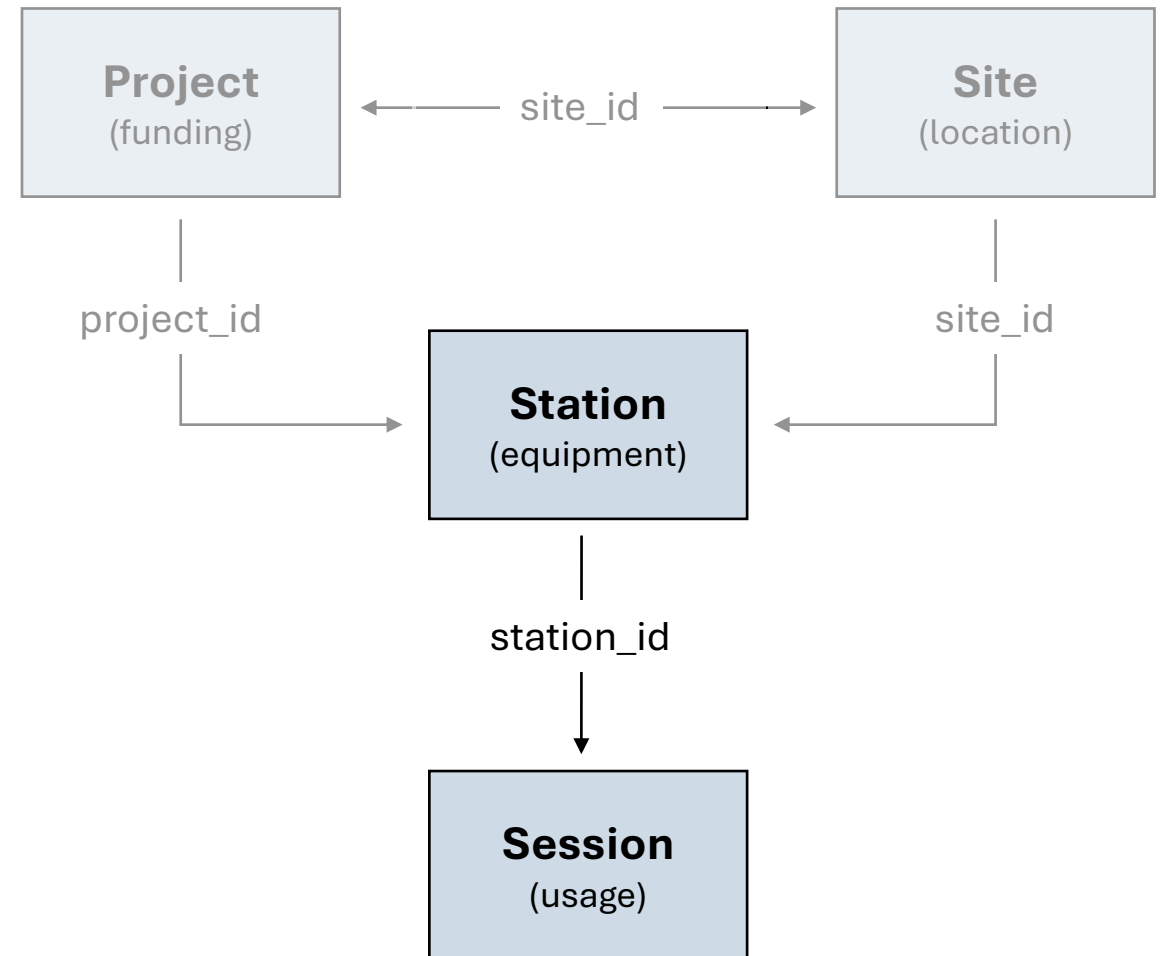 Project
(funding)
site_id
Site
(location)
project_id
site_id
Station
(equipment)
station_id
Session
(usage)